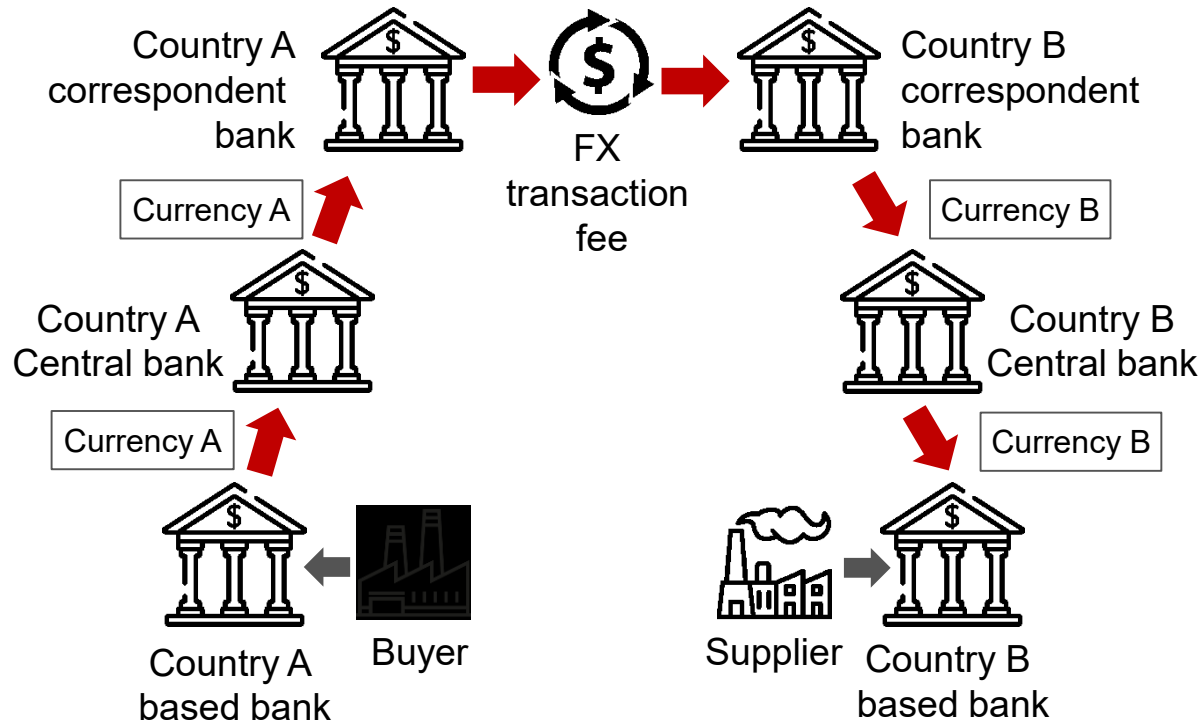 Country A
correspondent
bank
$
$
$
Country B
correspondent
bank
FX
transaction
fee
Currency A
Currency B
$
$
Country A
Central bank
Country B
Central bank
Currency A
Currency B
$
$
Buyer
Supplier
Country A
based bank
Country B
based bank